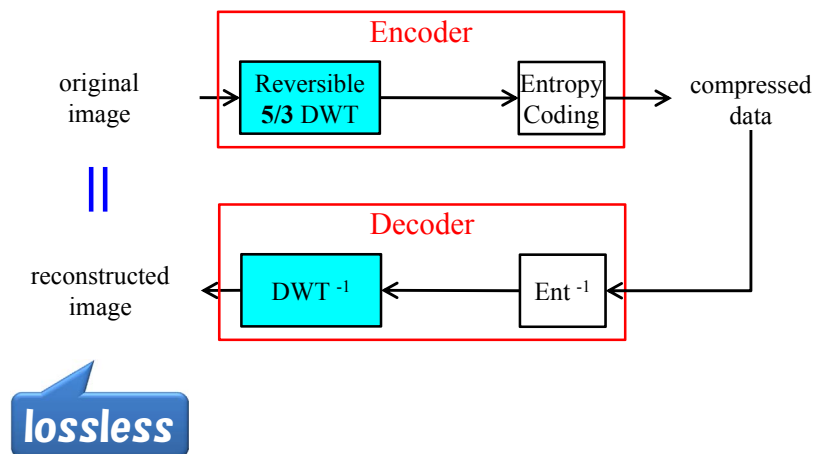 Encoder
original
image
Reversible
5/3 DWT
Entropy
Coding
compressed
data
||
Decoder
reconstructed
image
DWT -1
Ent -1
lossless